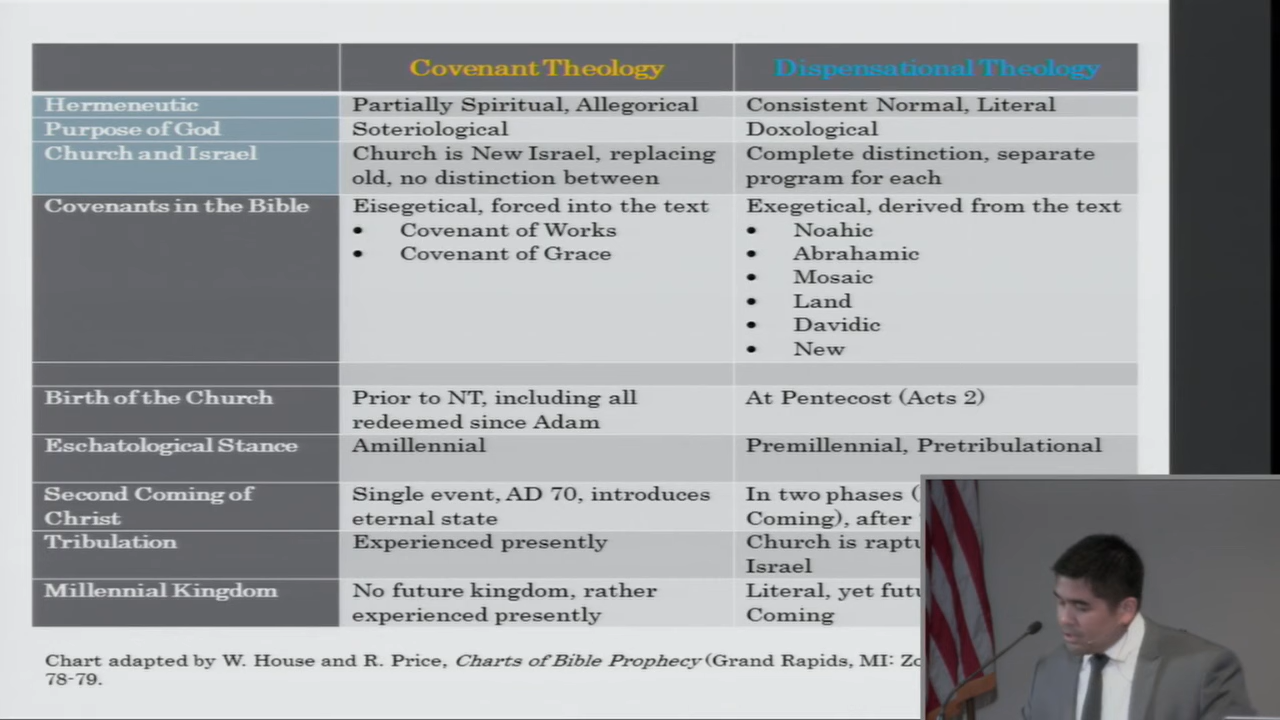 Covenant Theology
Dispensational Theology
Hermeneutic
Partially Spiritual, Allegorical
Consistent Normal, Literal
Purpose of God
Soteriological
Doxological
Church and Israel
Church is New Israel, replacing
old, no distinction between
Complete distinction, separate
program for each
Covenants in the Bible
Eisegetical, forced into the text
• Covenant of Works
• Covenant of Grace
Exegetical, derived from the text
• Noahic
• Abrahamic
• Mosaic
• Land
• Davidic
• New
Birth of the Church
Prior to NT, including all
redeemed since Adam
At Pentecost (Acts 2)
Eschatological Stance
Amillennial
Premillennial, Pretribulational
Second Coming of
Christ
Single event, AD 70, introduces
eternal state
In two phases (
Coming), after
Tribulation
Experienced presently
Church is
Israel
Millennial Kingdom
No future kingdom, rather
experienced presently
Literal, yet
Coming
Chart adapted by W. House and R. Price, Charts of Bible Prophecy (Grand Rapids, MI:
78-79.